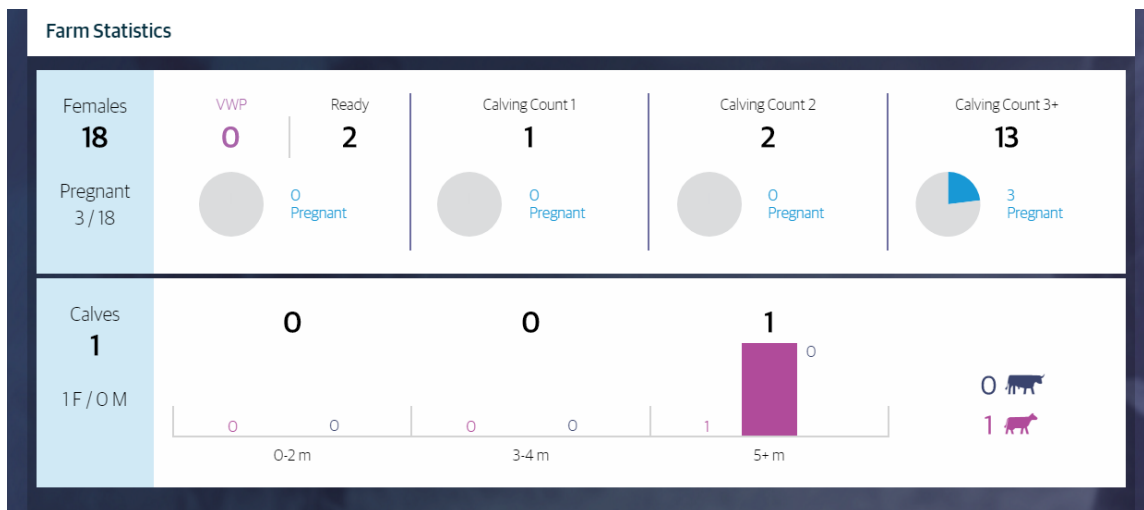 Farm Statistics
Females
18
Pregnant
3 / 18
VWP
0
Ready
2
0
Pregnant
Calving Count 1
1
0
Pregnant
Calving Count 2
2
0
Pregnant
Calving Count 3+
13
3
Pregnant
Calves
1
1 F / 0 M
0
0
0
0-2 m
0
0
0
3-4 m
1
1
0
5+ m
0
1